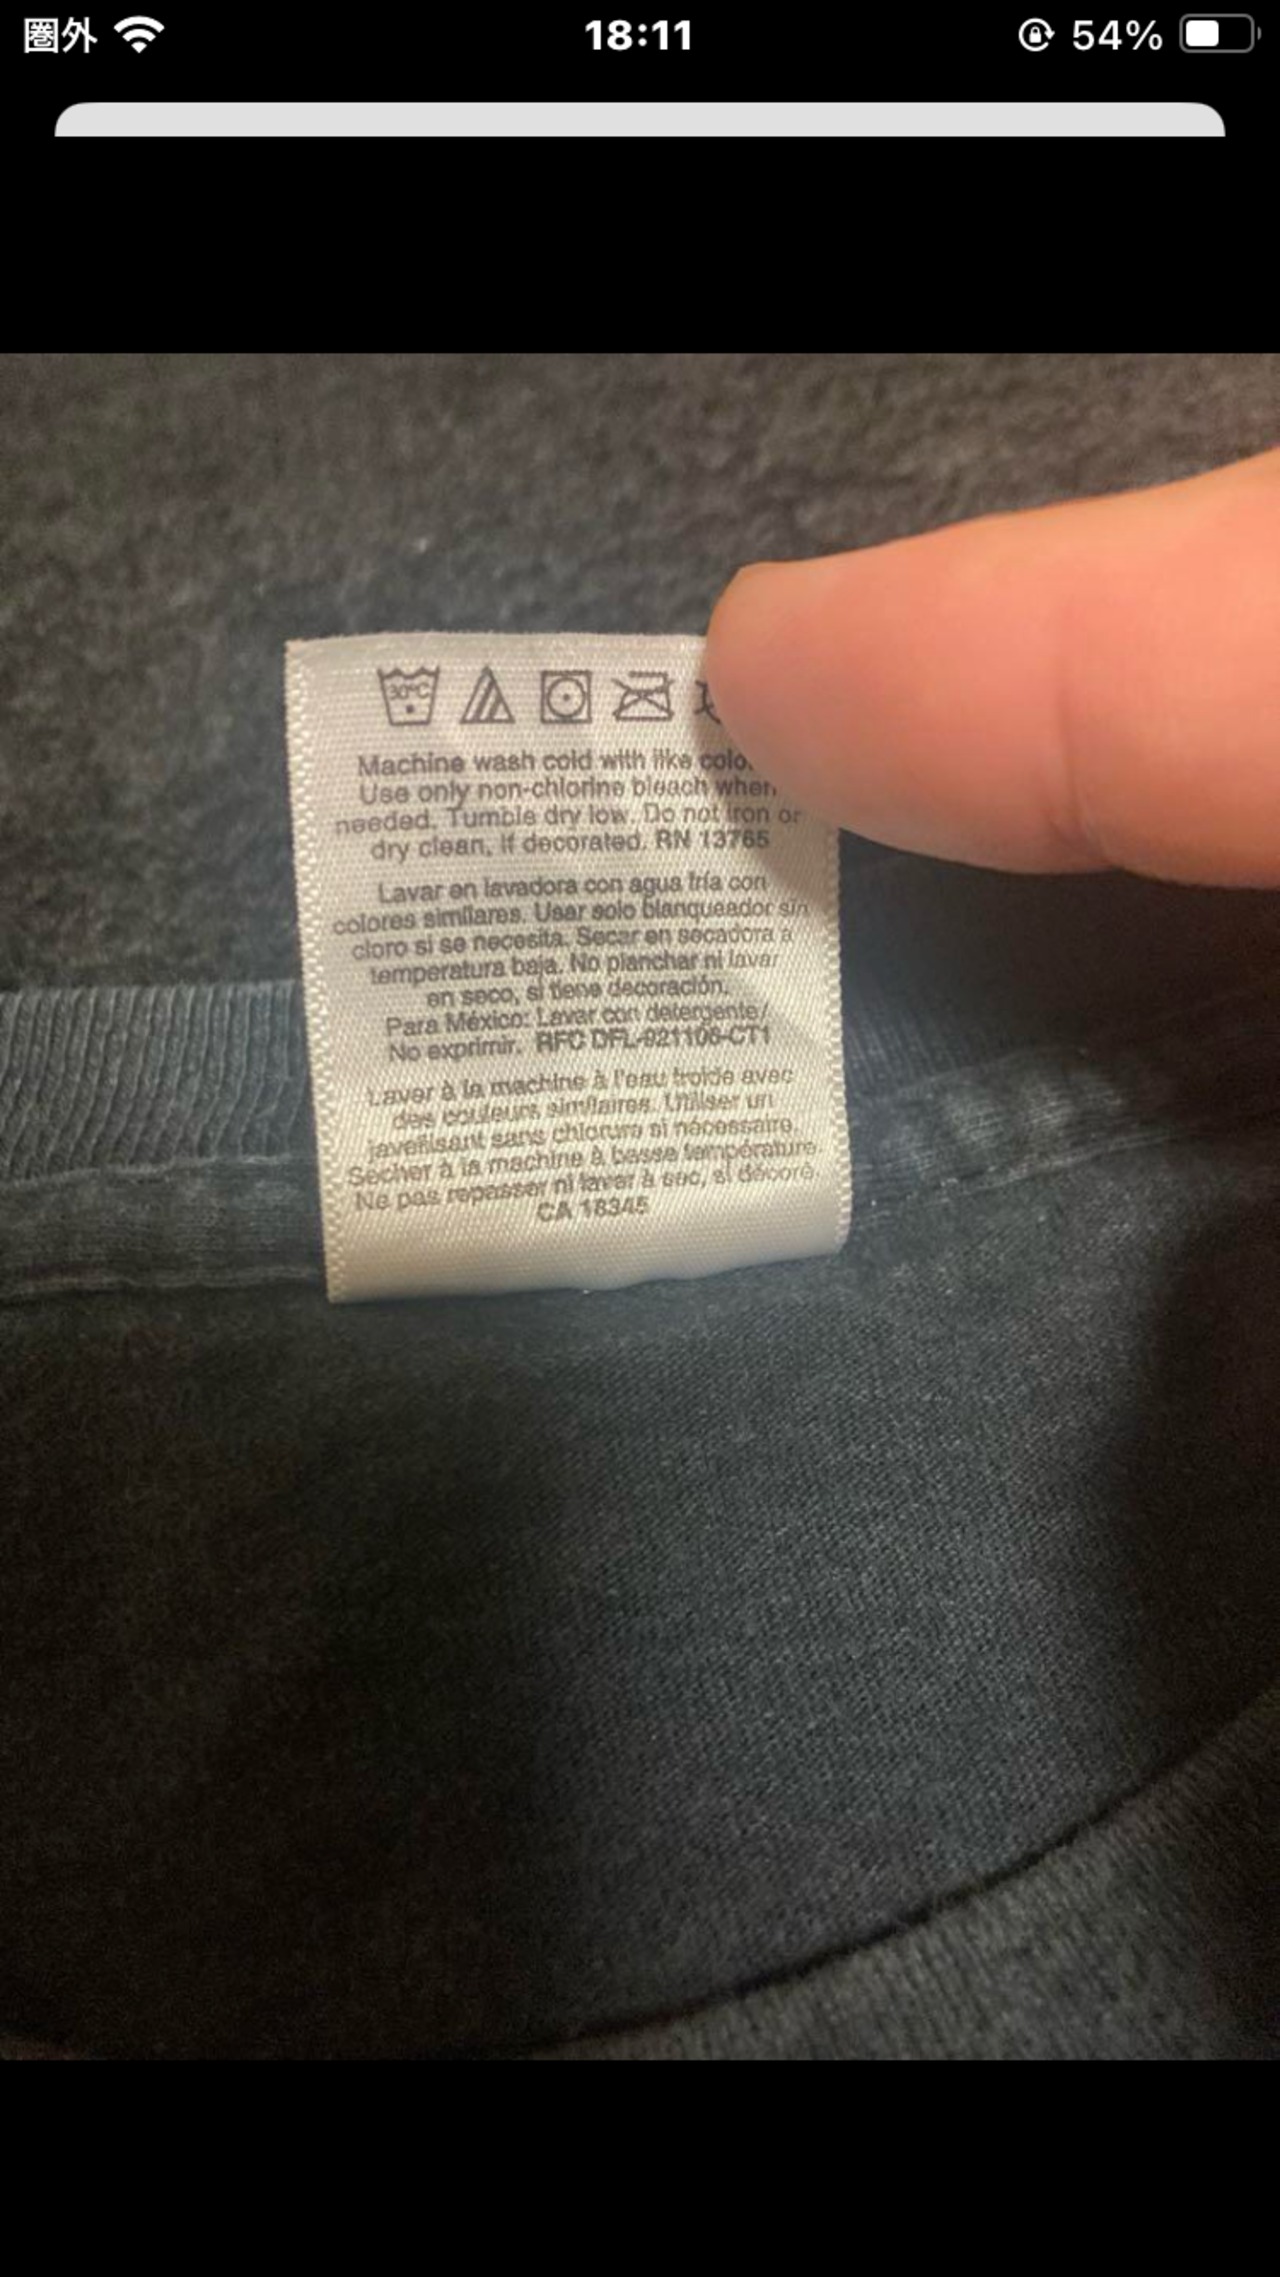 圏外
18:11
54%
30°C
Machine wash cold with like
Use only non-chlorine bleach when
needed. Tumble dry low. Do not iron or
dry clean, if decorated. RN 13765
Lavar en lavadora con agua fría con
colores similares. Usar solo blanqueador sin
cloro si se necesita. Secar en secadora a
temperatura baja. No planchar ni lavar
en seco, si tiene decoración.
Para México: Lavar con detergente/
No exprimir. RFC DFL-921106-CT1
Laver à la machine à l'eau froide avec
des couleurs similaires. Utiliser un
javellisant sans chlorure si nécessaire.
Sécher à la machine à basse température.
Ne pas repasser ni laver à sec, si décoré
CA 18345